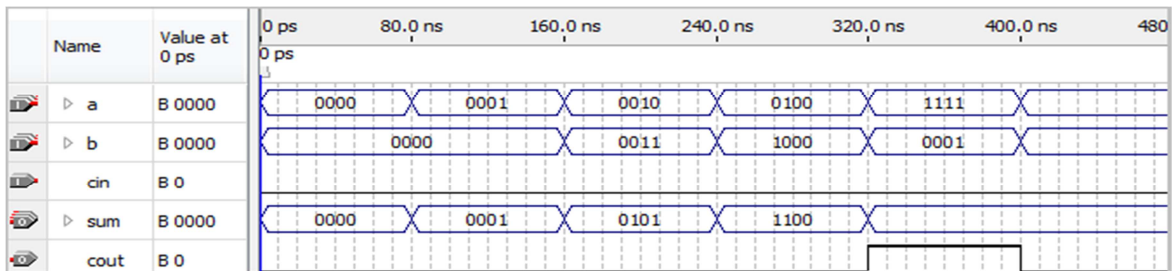 0 ps 80.0 ns 160.0 ns 240.0 ns 320.0 ns 400.0 ns 480
Name Value at 0 ps
0 ps
a B 0000 0000 0001 0010 0100 1111
b B 0000 0000 0011 1000 0001
cin B 0
sum B 0000 0000 0001 0101 1100
cout B 0